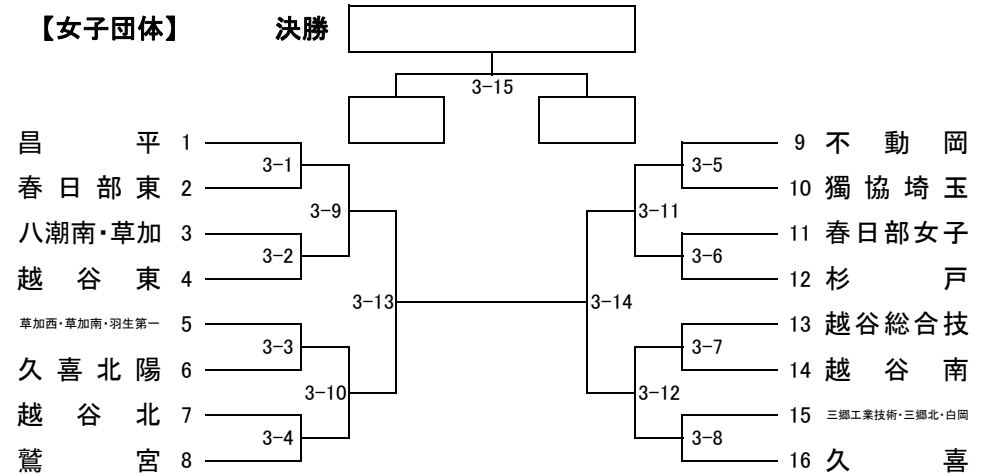 【女子団体】 決勝
3-15
昌平 1
3-1
春日部東 2
3-9
八潮南・草加 3
3-2
越谷東 4
3-13
草加西・草加南・羽生第一 5
3-3
久喜北陽 6
3-10
越谷北 7
3-4
鷲宮 8
9 不動岡
3-5
10 獨協埼玉
3-11
11 春日部女子
3-6
12 杉戸
3-14
13 越谷総合技
3-7
14 越谷南
3-12
15 三郷工業技術・三郷北・白岡
3-8
16 久喜